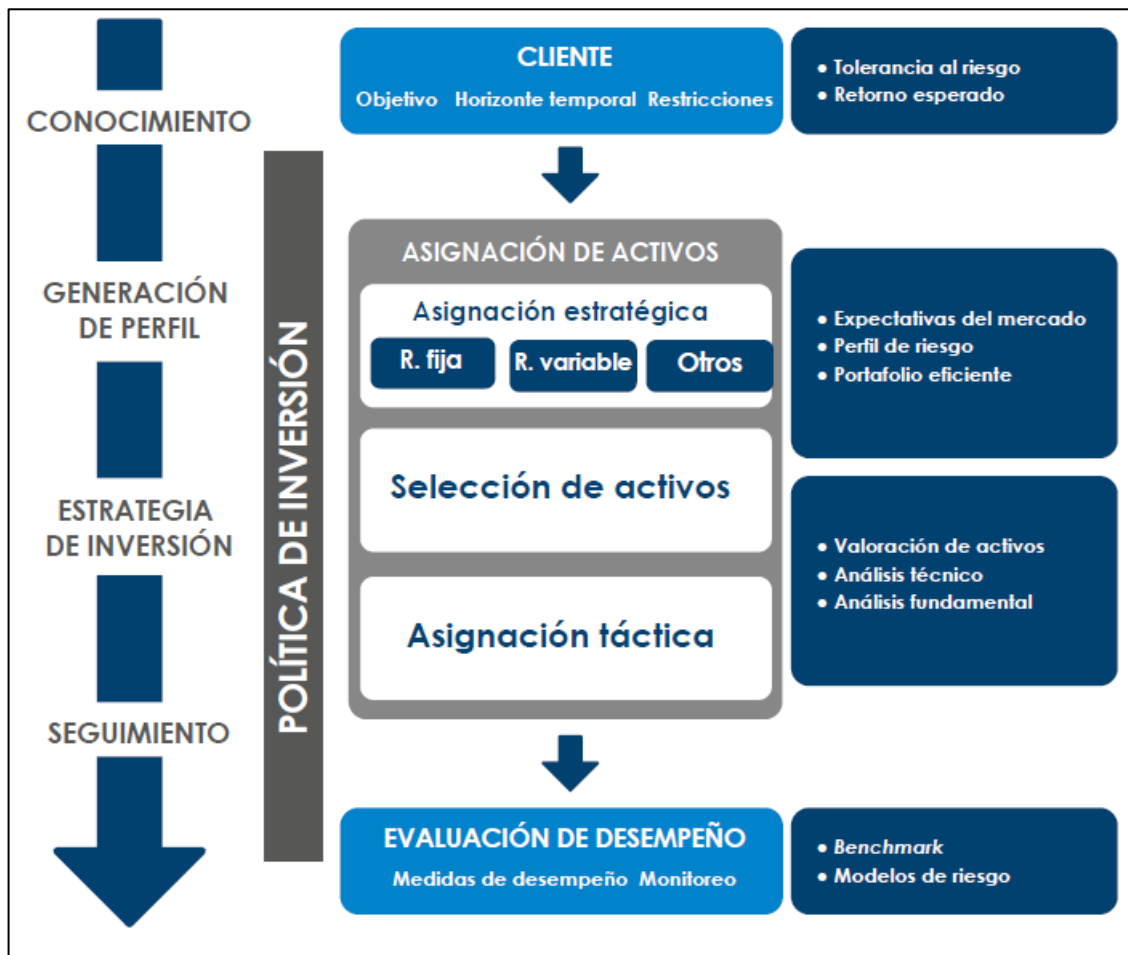 CONOCIMIENTO
GENERACIÓN
DE PERFIL
ESTRATEGIA
DE INVERSIÓN
SEGUIMIENTO
POLÍTICA DE INVERSIÓN
CLIENTE
Objetivo Horizonte temporal Restricciones
• Tolerancia al riesgo
• Retorno esperado
ASIGNACIÓN DE ACTIVOS
Asignación estratégica
R. fija
R. variable
Otros
• Expectativas del mercado
• Perfil de riesgo
• Portafolio eficiente
Selección de activos
Asignación táctica
• Valoración de activos
• Análisis técnico
• Análisis fundamental
EVALUACIÓN DE DESEMPEÑO
Medidas de desempeño Monitoreo
• Benchmark
• Modelos de riesgo